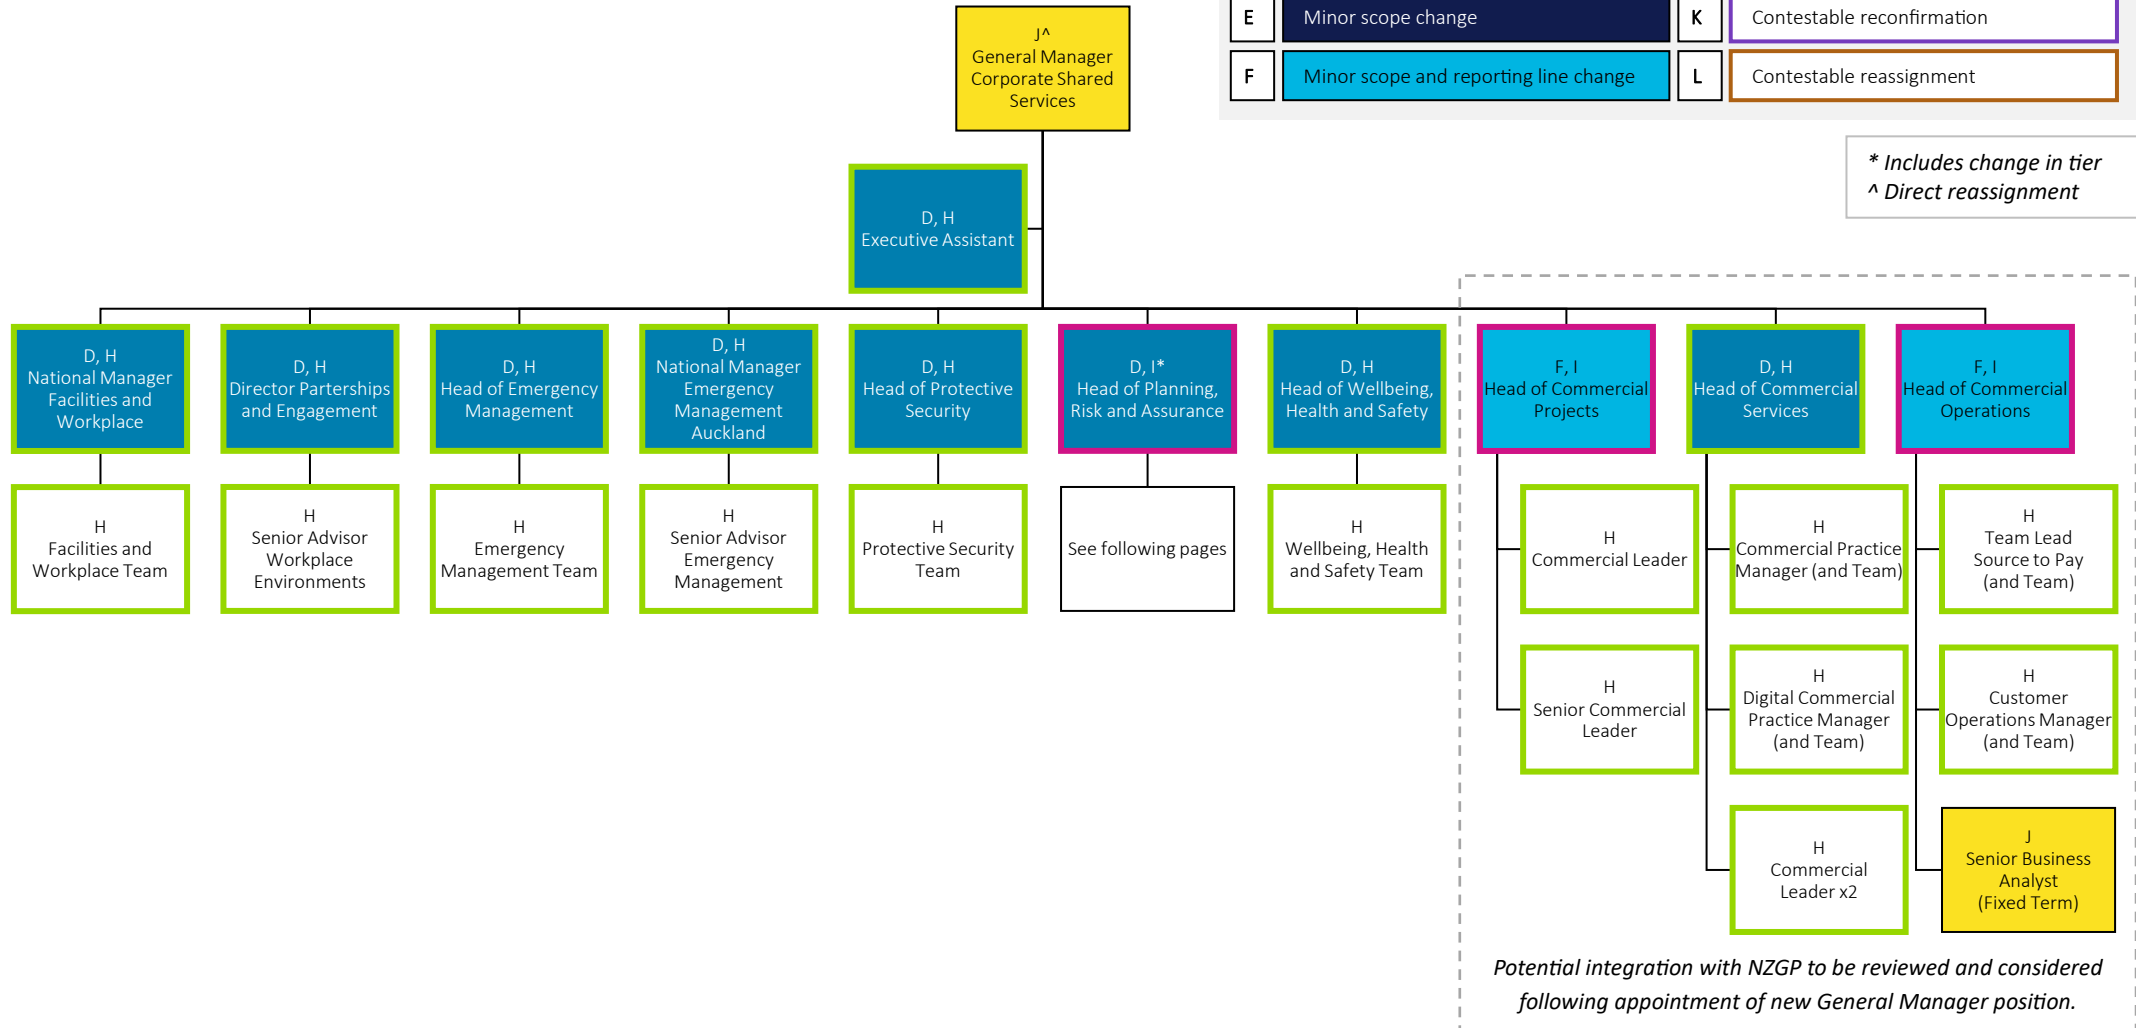 E
Minor scope change
K
Contestable reconfirmation
F
Minor scope and reporting line change
L
Contestable reassignment
* Includes change in tier
^ Direct reassignment
J^
General Manager
Corporate Shared
Services
D, H
Executive Assistant
D, H
National Manager
Facilities and
Workplace
D, H
Director Parterships
and Engagement
D, H
Head of Emergency
Management
D, H
National Manager
Emergency
Management
Auckland
D, H
Head of Protective
Security
D, I*
Head of Planning,
Risk and Assurance
D, H
Head of Wellbeing,
Health and Safety
F, I
Head of Commercial
Projects
D, H
Head of Commercial
Services
F, I
Head of Commercial
Operations
H
Facilities and
Workplace Team
H
Senior Advisor
Workplace
Environments
H
Emergency
Management Team
H
Senior Advisor
Emergency
Management
H
Protective Security
Team
See following pages
H
Wellbeing, Health
and Safety Team
H
Commercial Leader
H
Commercial Practice
Manager (and Team)
H
Team Lead
Source to Pay
(and Team)
H
Senior Commercial
Leader
H
Digital Commercial
Practice Manager
(and Team)
H
Customer
Operations Manager
(and Team)
H
Commercial
Leader x2
J
Senior Business
Analyst
(Fixed Term)
Potential integration with NZGP to be reviewed and considered
following appointment of new General Manager position.